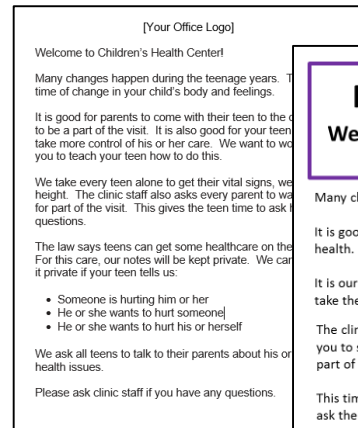 [Your Office Logo]
Welcome to Children's Health Center!
Many changes happen during the teenage years.
time of change in your child's body and feelings.
It is good for parents to come with their teen to the
to be a part of the visit.  It is also good for your teen
take more control of his or her care.  We want to
you to teach your teen how to do this.
We take every teen alone to get their vital signs,
height.  The clinic staff also asks every parent to
for part of the visit.  This gives the teen time to ask
questions.
The law says teens can get some healthcare on
For this care, our notes will be kept private.  We
it private if your teen tells us:
• Someone is hurting him or her
• He or she wants to hurt someone
• He or she wants to hurt his or herself
We ask all teens to talk to their parents about his or
health issues.
Please ask clinic staff if you have any questions.
We
Many
It is
health.
It is our
take
The
you to
part of
This
ask the